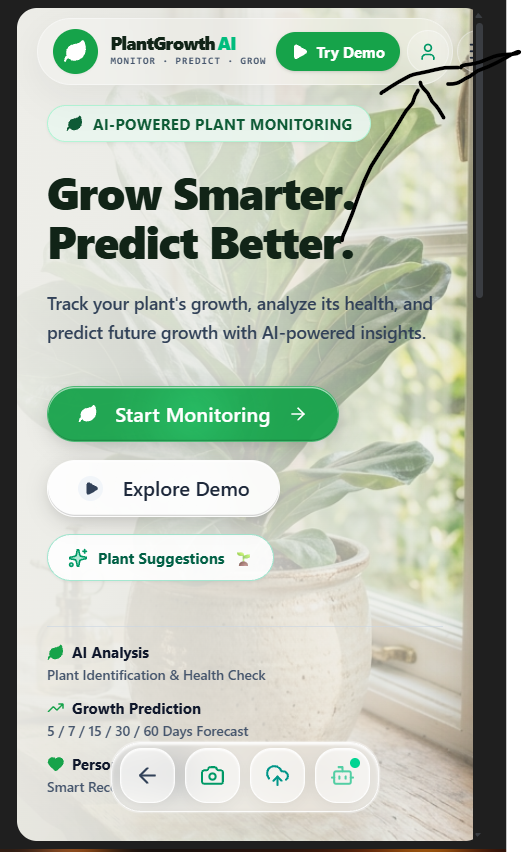 PlantGrowth AI
MONITOR · PREDICT · GROW
Try Demo
AI-POWERED PLANT MONITORING
Grow Smarter.
Predict Better.
Track your plant's growth, analyze its health, and
predict future growth with AI-powered insights.
Start Monitoring
Explore Demo
Plant Suggestions
AI Analysis
Plant Identification & Health Check
Growth Prediction
5 / 7 / 15 / 30 / 60 Days Forecast
Smart